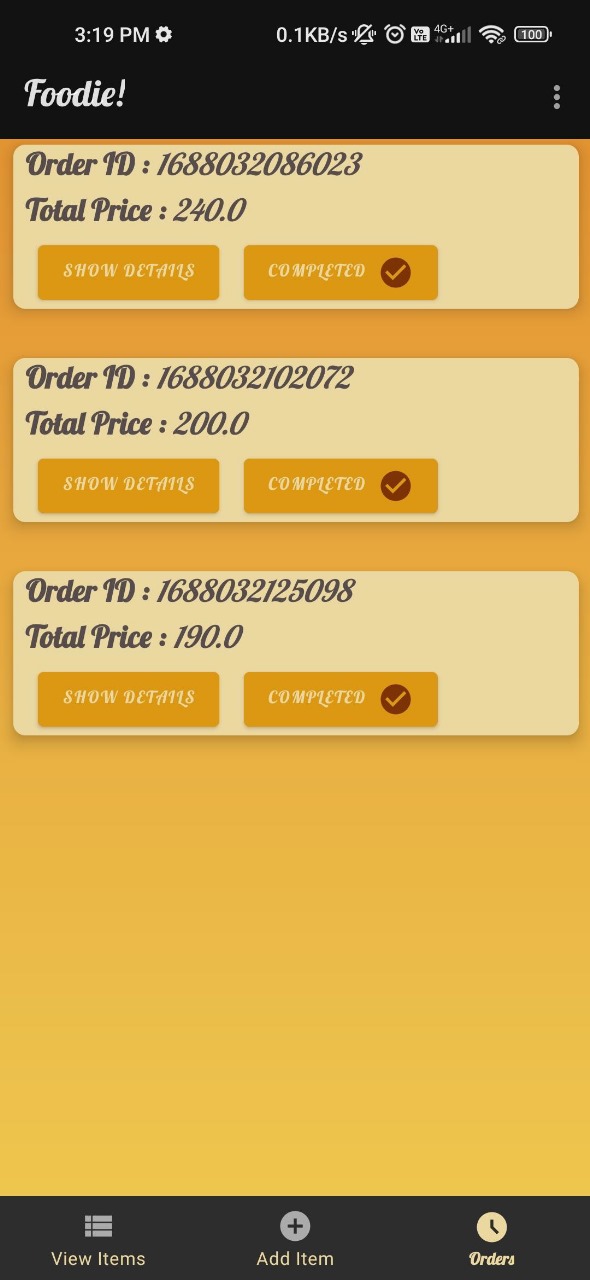 3:19 PM 0.1KB/s Vo LTE 4G+ 100
Foodie!
Order ID : 1688032086023
Total Price : 240.0
SHOW DETAILS COMPLETED
Order ID : 1688032102072
Total Price : 200.0
SHOW DETAILS COMPLETED
Order ID : 1688032125098
Total Price : 190.0
SHOW DETAILS COMPLETED
View Items Add Item Orders